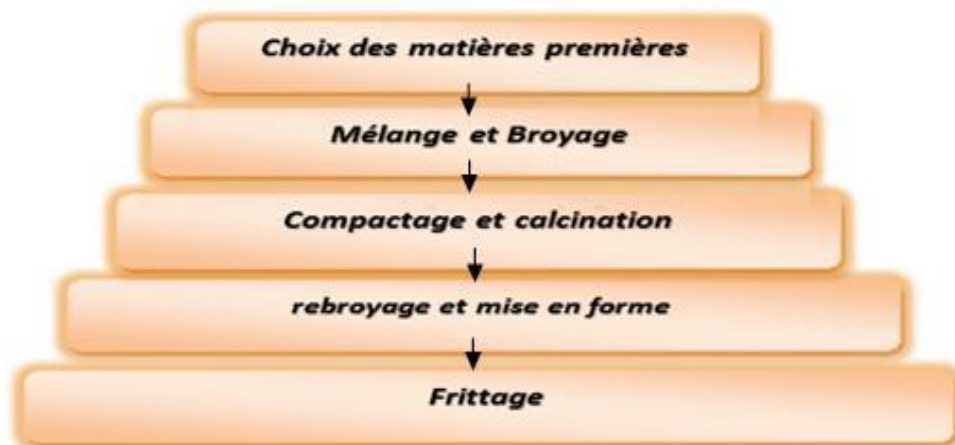 Choix des matières premières
Mélange et Broyage
Compactage et calcination
rebroyage et mise en forme
Frittage